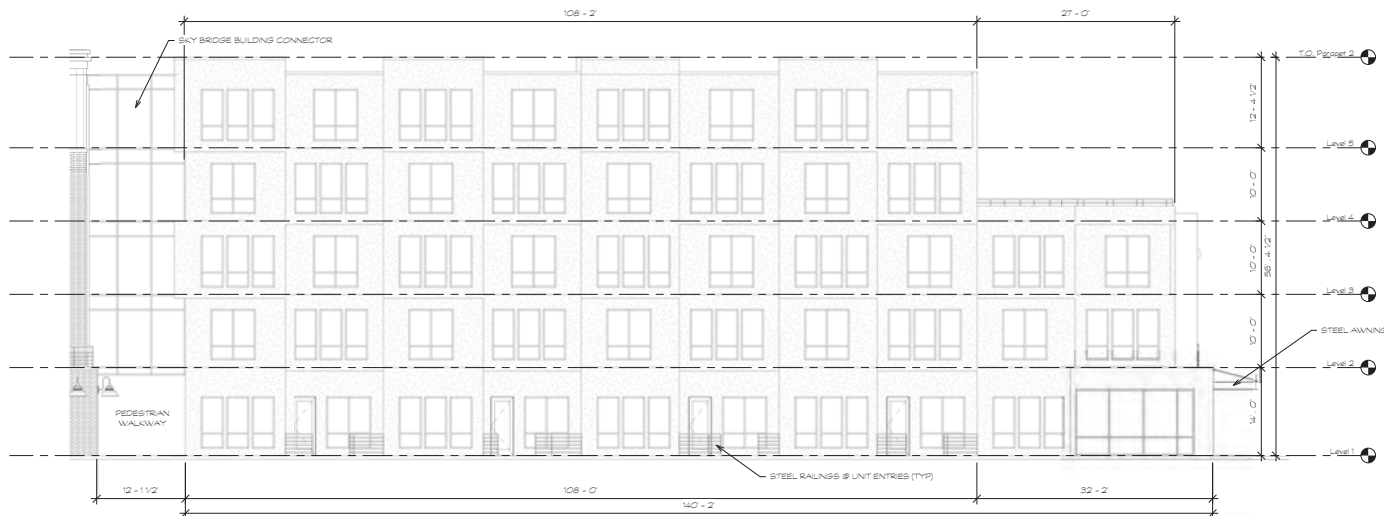 108' - 2"
27' - 0"
SKY BRIDGE BUILDING CONNECTOR
T.O. Parapet 2
12' - 4 1/2"
Level 5
10' - 0"
Level 4
10' - 0"
56' - 4 1/2"
Level 3
10' - 0"
STEEL AWNING
Level 2
PEDESTRIAN
WALKWAY
14' - 0"
Level 1
STEEL RAILINGS @ UNIT ENTRIES (TYP)
12' - 1 1/2"
108' - 0"
32' - 2"
140' - 2"